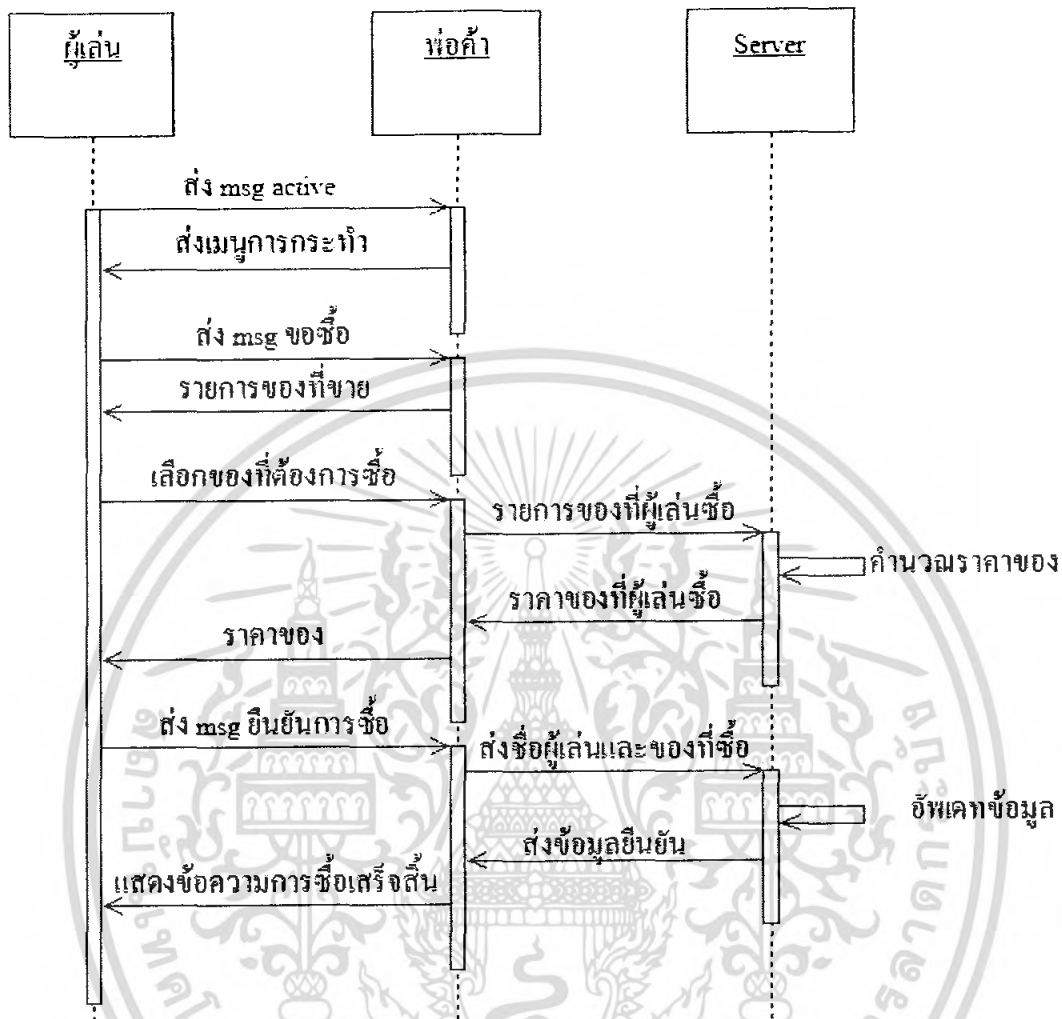 ผู้เล่น
พ่อค้า
Server
ส่ง msg active
ส่งเมนูการกระทำ
ส่ง msg ขอซื้อ
รายการของที่ขาย
เลือกของที่ต้องการซื้อ
รายการของที่ผู้เล่นซื้อ
คำนวณราคาของ
ราคาของที่ผู้เล่นซื้อ
ราคาของ
ส่ง msg ยืนยันการซื้อ
ส่งชื่อผู้เล่นและของที่ซื้อ
อัพเดทข้อมูล
ส่งข้อมูลยืนยัน
แสดงข้อความการซื้อเสร็จสิ้น